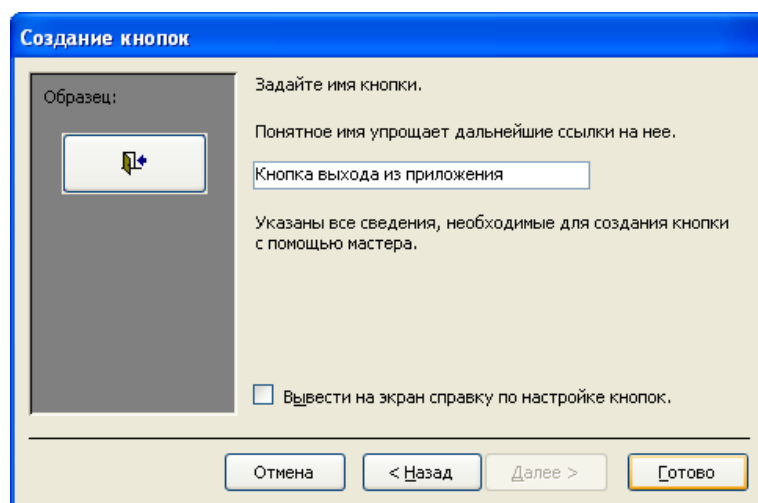 Создание кнопок
Образец:
Задайте имя кнопки.
Понятное имя упрощает дальнейшие ссылки на нее.
Кнопка выхода из приложения
Указаны все сведения, необходимые для создания кнопки
с помощью мастера.
Вывести на экран справку по настройке кнопок.
Отмена
< Назад
Далее >
Готово